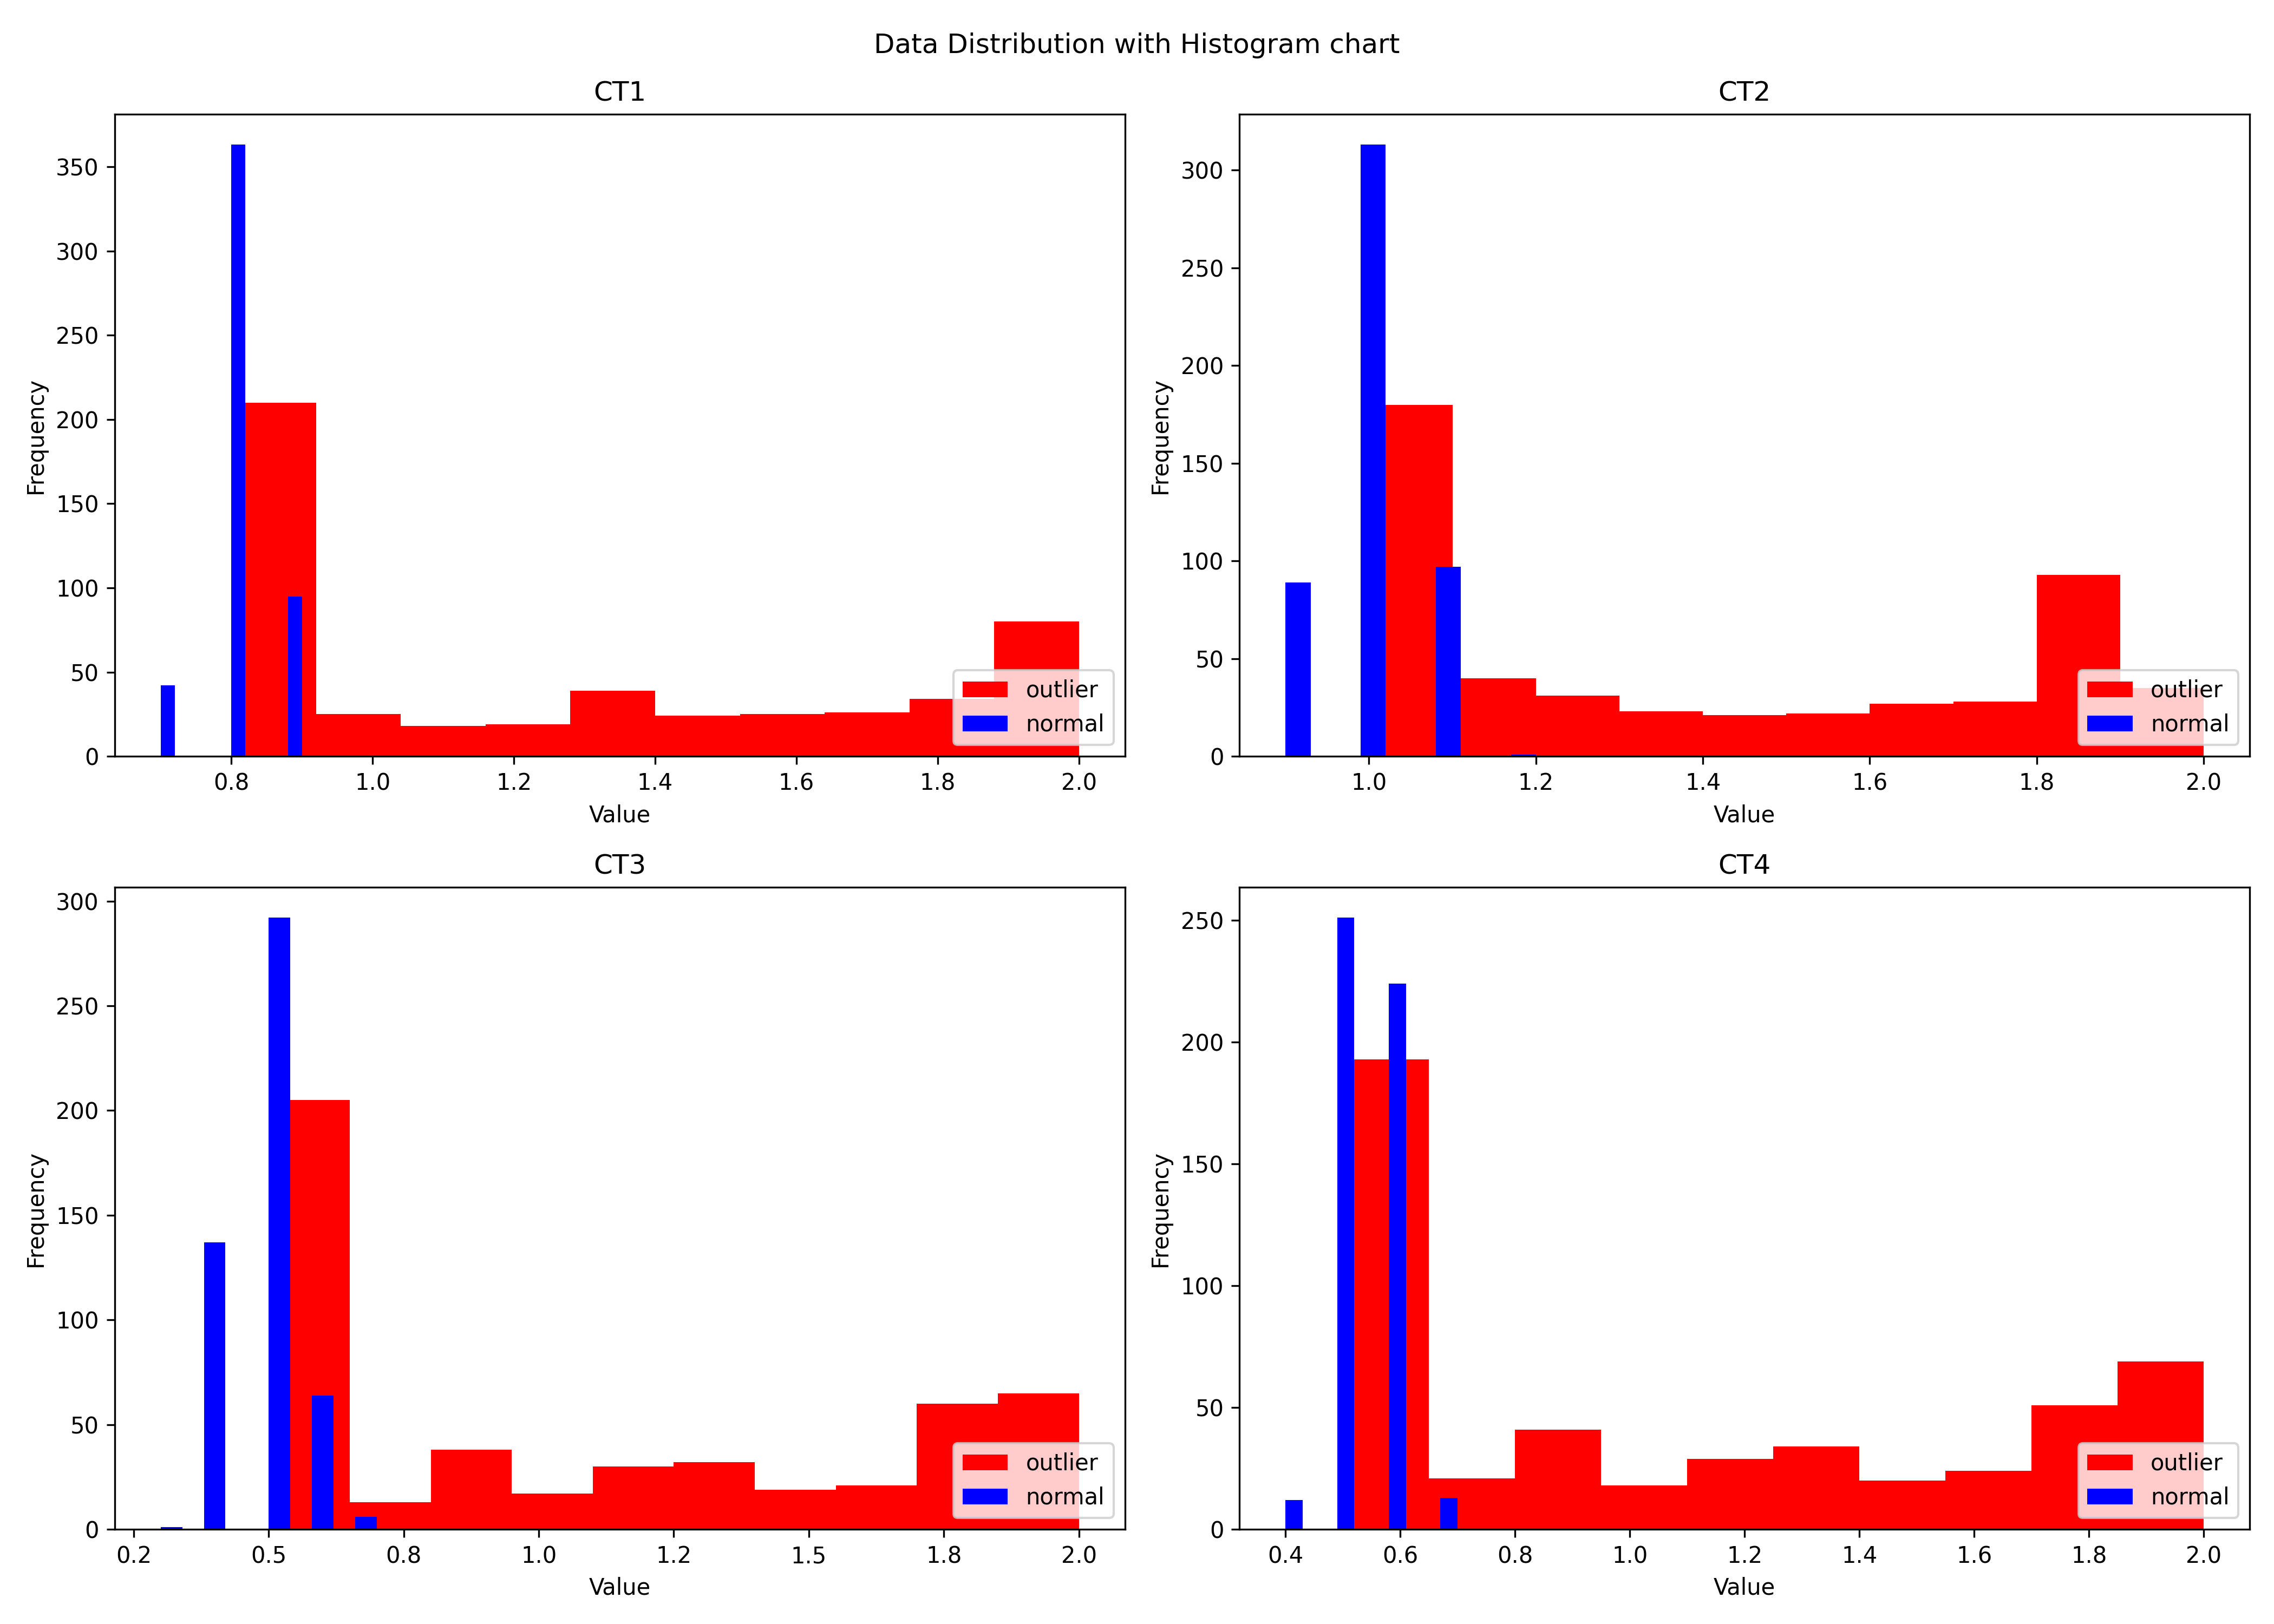 Data Distribution with Histogram chart
CT1
Frequency
350
300
250
200
150
100
50
0
0.8 1.0 1.2 1.4 1.6 1.8 2.0
Value
outlier
normal
CT2
Frequency
300
250
200
150
100
50
0
1.0 1.2 1.4 1.6 1.8 2.0
Value
outlier
normal
CT3
Frequency
300
250
200
150
100
50
0
0.2 0.5 0.8 1.0 1.2 1.5 1.8 2.0
Value
outlier
normal
CT4
Frequency
250
200
150
100
50
0
0.4 0.6 0.8 1.0 1.2 1.4 1.6 1.8 2.0
Value
outlier
normal